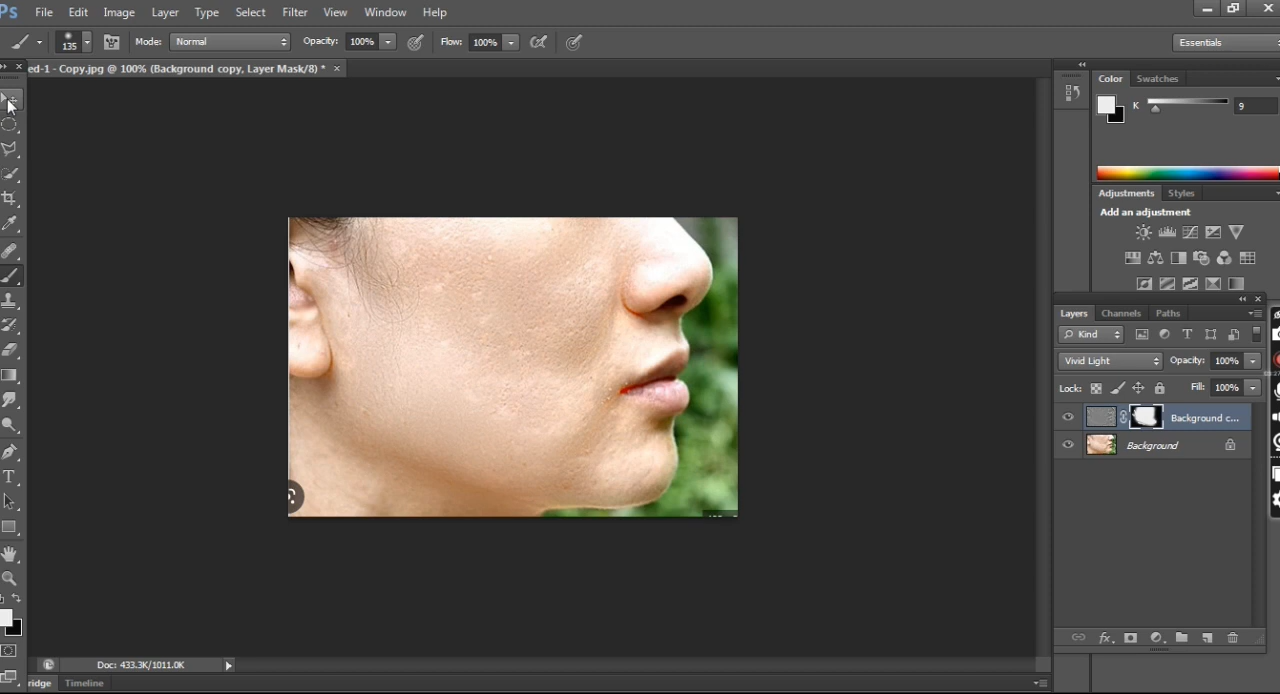 Ps File Edit Image Layer Type Select Filter View Window Help
135 Mode: Normal Opacity: 100% Flow: 100% Essentials
ed-1 - Copy.jpg @ 100% (Background copy, Layer Mask/8) * ×
Color Swatches
K 9
Adjustments Styles
Add an adjustment
Layers Channels Paths
Kind
Vivid Light Opacity: 100%
Lock: Fill: 100%
Background c...
Background
fx
Doc: 433.3K/1011.0K
ridge Timeline